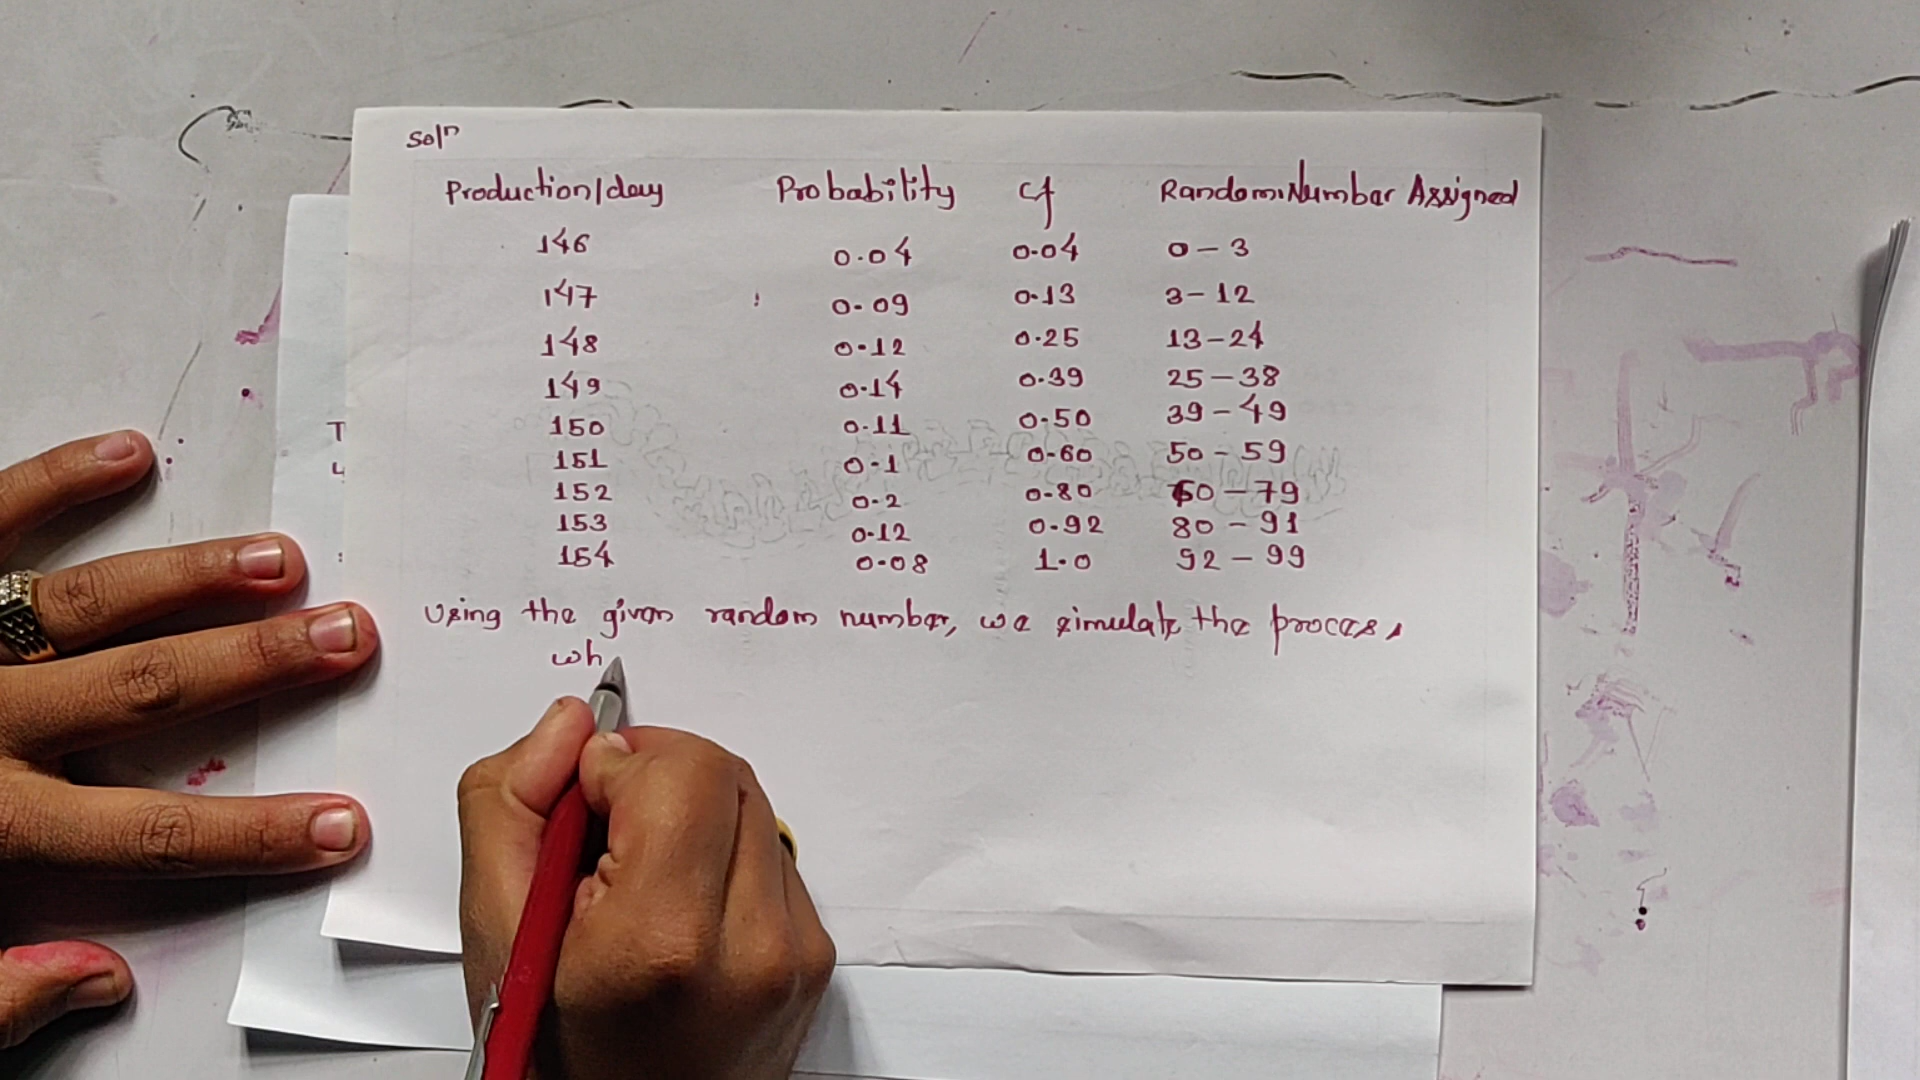 Solⁿ
Production/day Probability cf Random Number Assigned
146 0.04 0.04 0 - 3
147 0.09 0.13 3 - 12
148 0.12 0.25 13 - 24
149 0.14 0.39 25 - 38
150 0.11 0.50 39 - 49
151 0.1 0.60 50 - 59
152 0.2 0.80 60 - 79
153 0.12 0.92 80 - 91
154 0.08 1.0 92 - 99
Using the given random number, we simulate the process,
wh